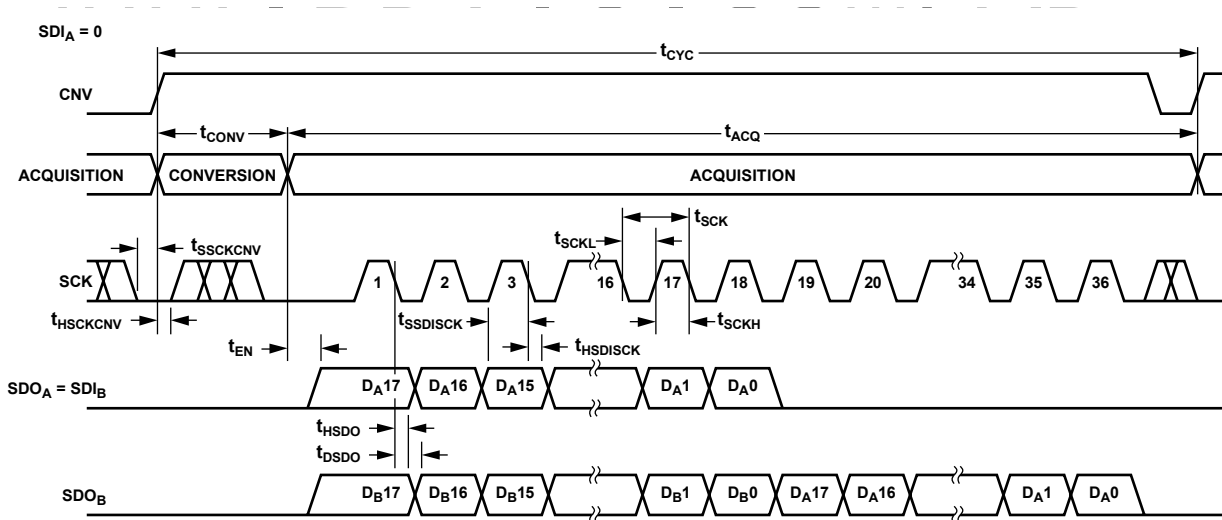 SDIA = 0
tCYC
CNV
tCONV
tACQ
ACQUISITION
CONVERSION
ACQUISITION
tSCK
tSCKL
tSSCKCNV
SCK
1
2
3
16
17
18
19
20
34
35
36
tHSCKCNV
tSSDISCK
tSCKH
tEN
tHSDISCK
SDOA = SDIB
DA17
DA16
DA15
DA1
DA0
tHSDO
tDSDO
SDOB
DB17
DB16
DB15
DB1
DB0
DA17
DA16
DA1
DA0